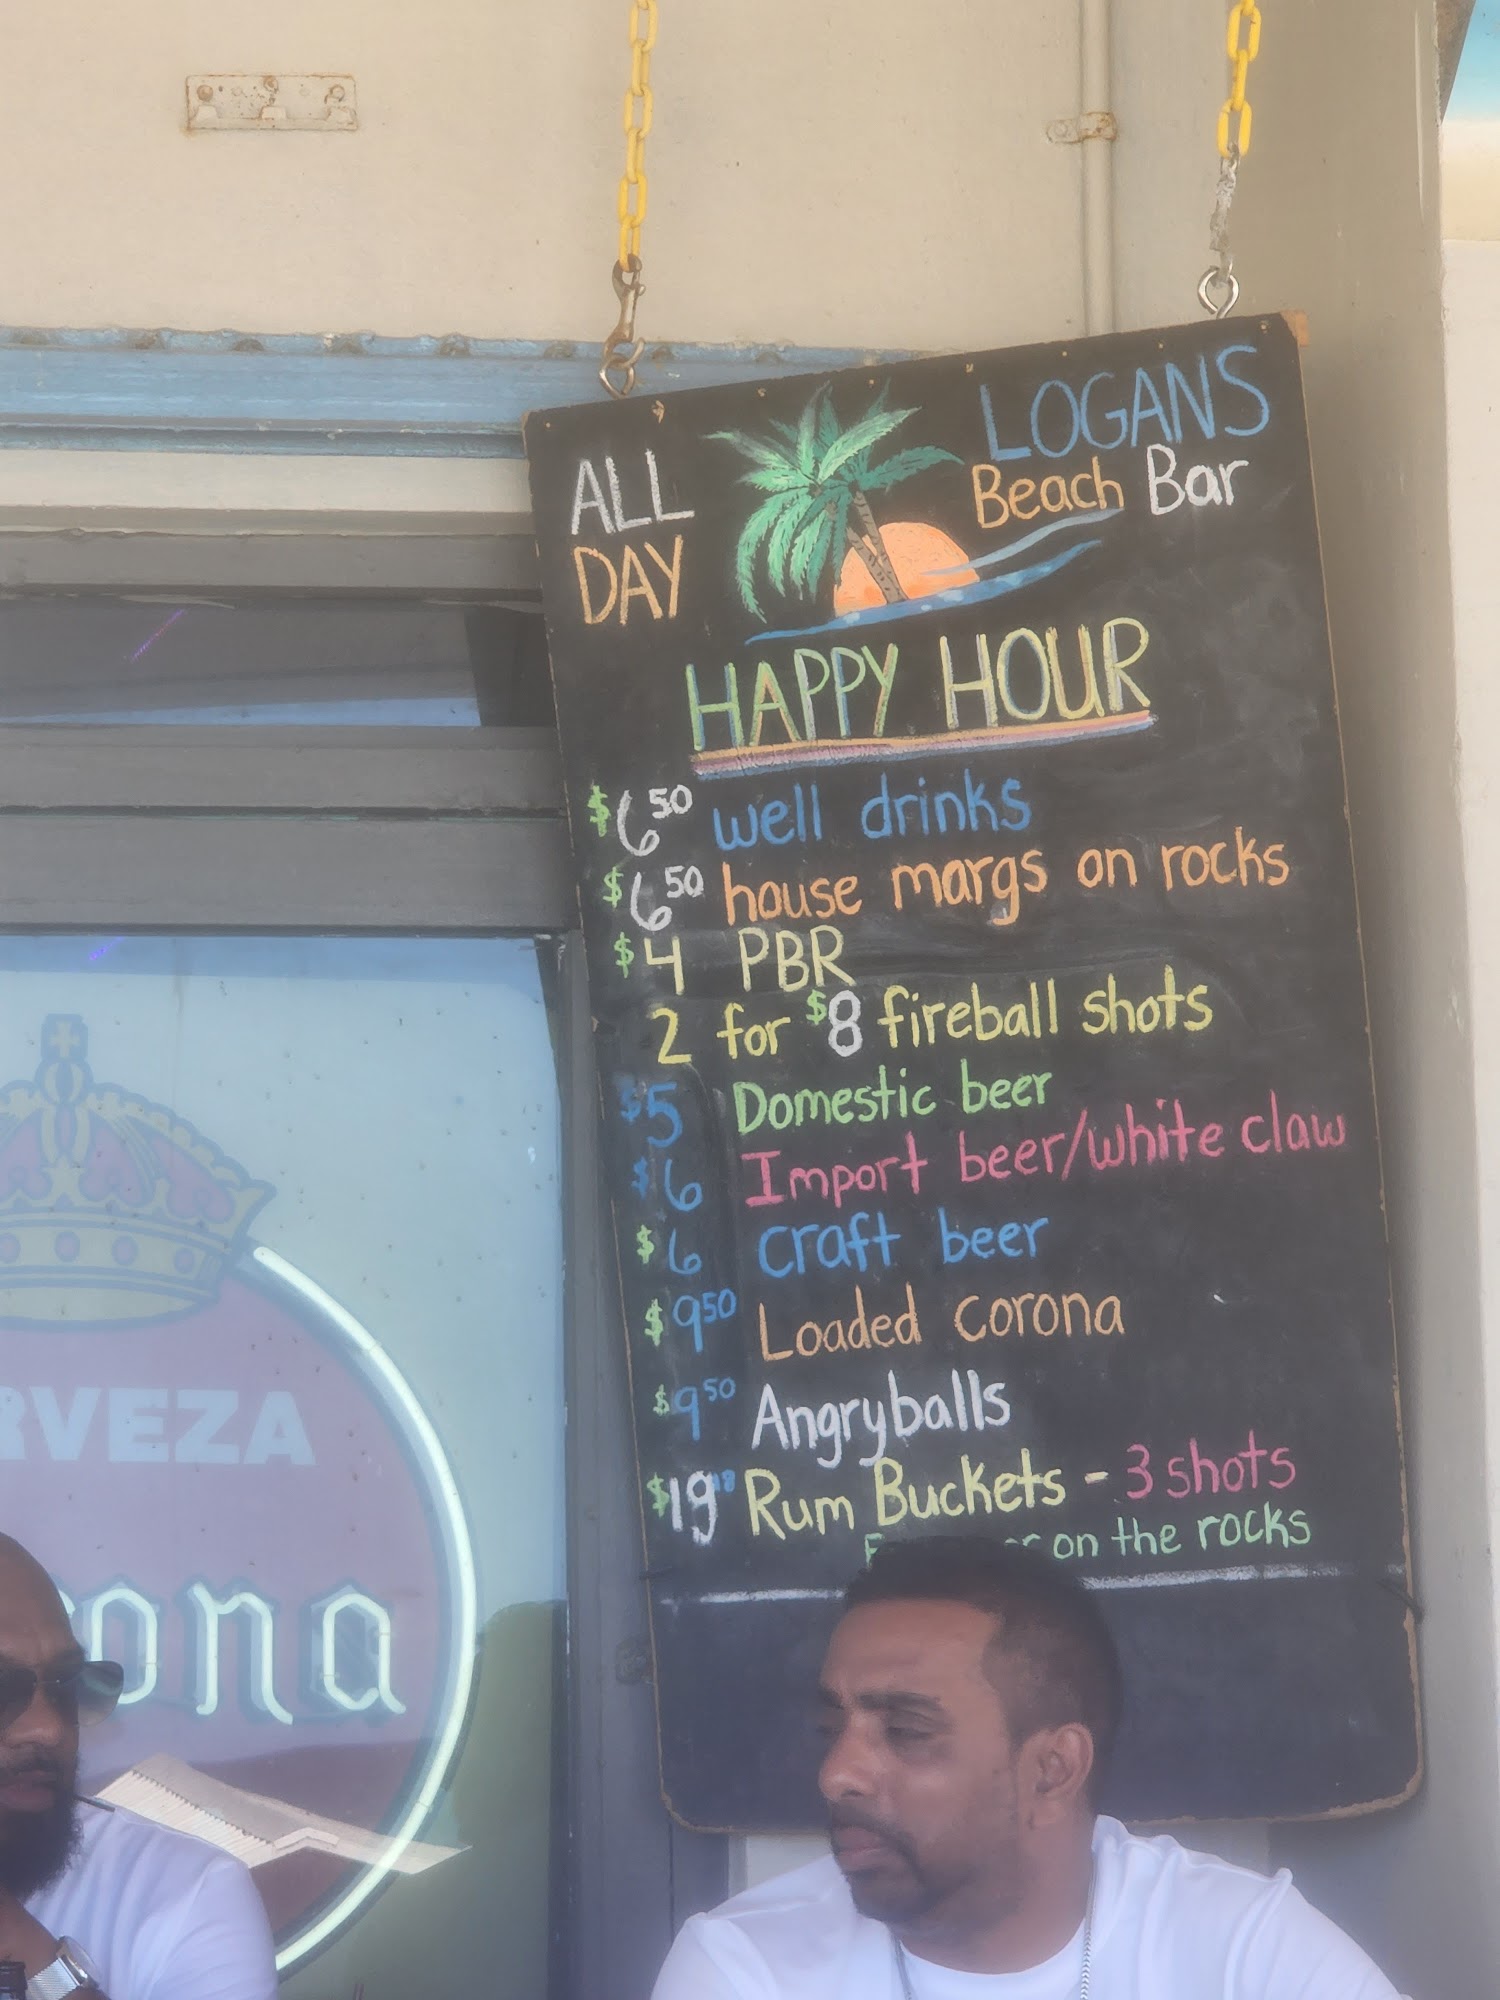 ALL DAY
LOGANS
Beach Bar
HAPPY HOUR
$6.50 well drinks
$6.50 house margs on rocks
$4 PBR
2 for $8 fireball shots
$5 Domestic beer
$6 Import beer/white claw
$6 craft beer
$9.50 Loaded corona
$9.50 Angryballs
$19 Rum Buckets - 3 shots
on the rocks
RVEZA
ona